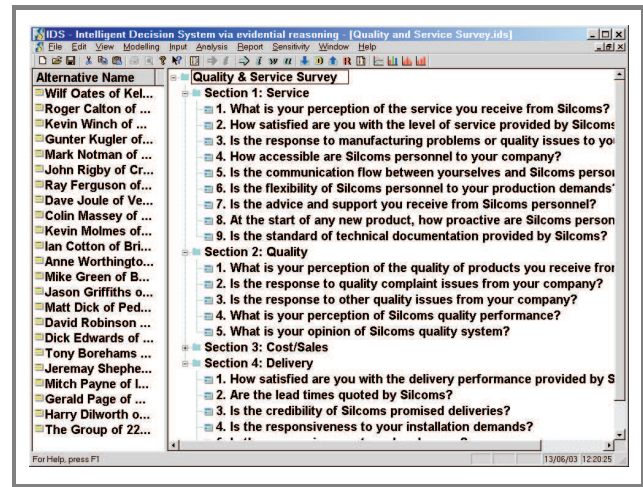 IDS - Intelligent Decision System via evidential reasoning - [Quality and Service Survey.ids]
File Edit View Modelling Input Analysis Report Sensitivity Window Help
Alternative Name
Wilf Oates of Kel...
Roger Calton of ...
Kevin Winch of ...
Gunter Kugler of...
Mark Notman of ...
John Rigby of Cr...
Ray Ferguson of...
Dave Joule of Ve...
Colin Massey of ...
Kevin Molmes of...
Ian Cotton of Bri...
Anne Worthingto...
Mike Green of B...
Jason Griffiths o...
Matt Dick of Ped...
David Robinson ...
Dick Edwards of ...
Tony Borehams ...
Jeremay Shephe...
Mitch Payne of I...
Gerald Page of ...
Harry Dilworth o...
The Group of 22...
Quality & Service Survey
Section 1: Service
1. What is your perception of the service you receive from Silcoms?
2. How satisfied are you with the level of service provided by Silcoms
3. Is the response to manufacturing problems or quality issues to you
4. How accessible are Silcoms personnel to your company?
5. Is the communication flow between yourselves and Silcoms person
6. Is the flexibility of Silcoms personnel to your production demands
7. Is the advice and support you receive from Silcoms personnel?
8. At the start of any new product, how proactive are Silcoms person
9. Is the standard of technical documentation provided by Silcoms?
Section 2: Quality
1. What is your perception of the quality of products you receive from
2. Is the response to quality complaint issues from your company?
3. Is the response to other quality issues from your company?
4. What is your perception of Silcoms quality performance?
5. What is your opinion of Silcoms quality system?
Section 3: Cost/Sales
Section 4: Delivery
1. How satisfied are you with the delivery performance provided by S
2. Are the lead times quoted by Silcoms?
3. Is the credibility of Silcoms promised deliveries?
4. Is the responsiveness to your installation demands?
For Help, press F1
13/06/03 12:20:25